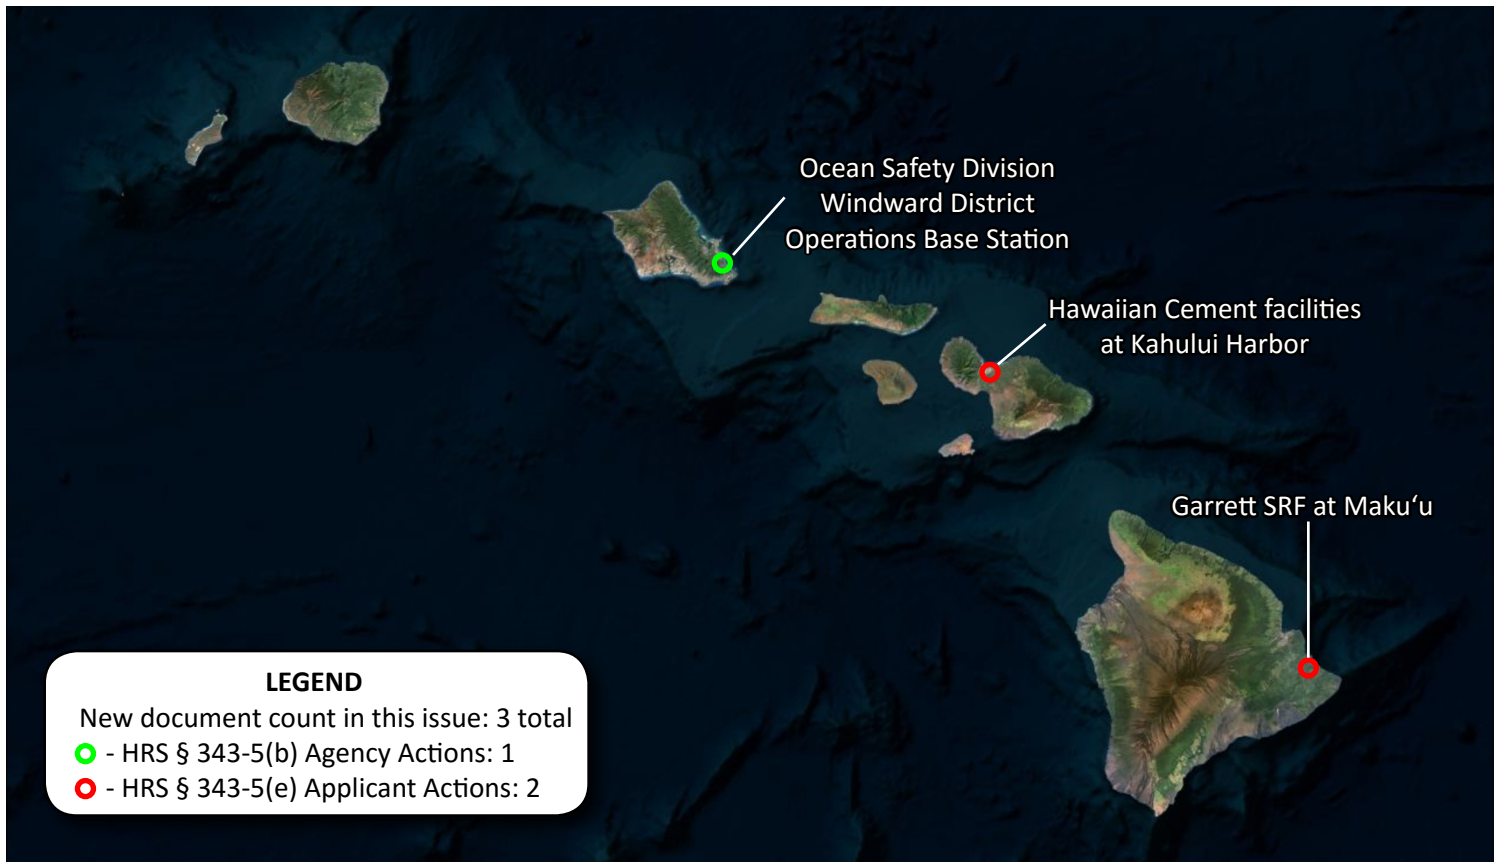 Ocean Safety Division
Windward District
Operations Base Station
Hawaiian Cement facilities
at Kahului Harbor
Garrett SRF at Makuʻu
LEGEND
New document count in this issue: 3 total
- HRS § 343-5(b) Agency Actions: 1
- HRS § 343-5(e) Applicant Actions: 2